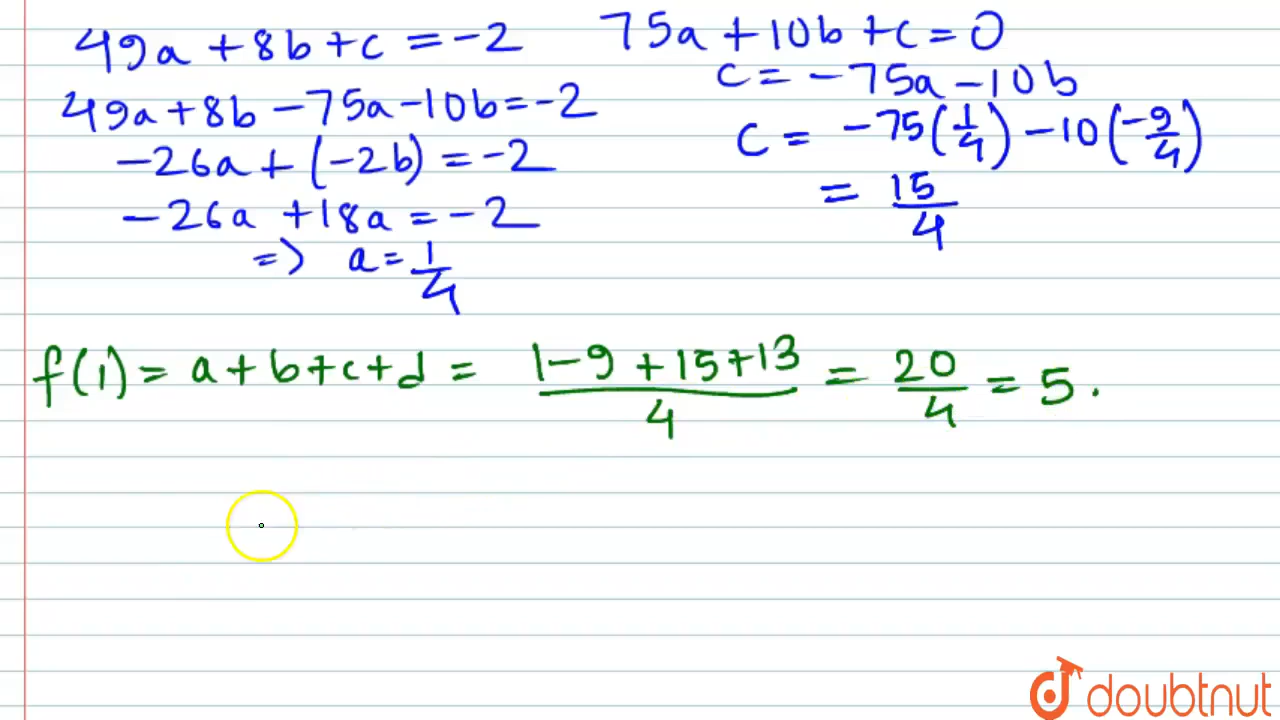 49a + 8b + c = -2
49a + 8b - 75a - 10b = -2
-26a + (-2b) = -2
-26a + 18a = -2
=> a = 1/4
75a + 10b + c = 0
c = -75a - 10b
c = -75(1/4) - 10(-9/4)
= 15/4
f(1) = a + b + c + d = (1 - 9 + 15 + 13)/4 = 20/4 = 5.
doubtnut